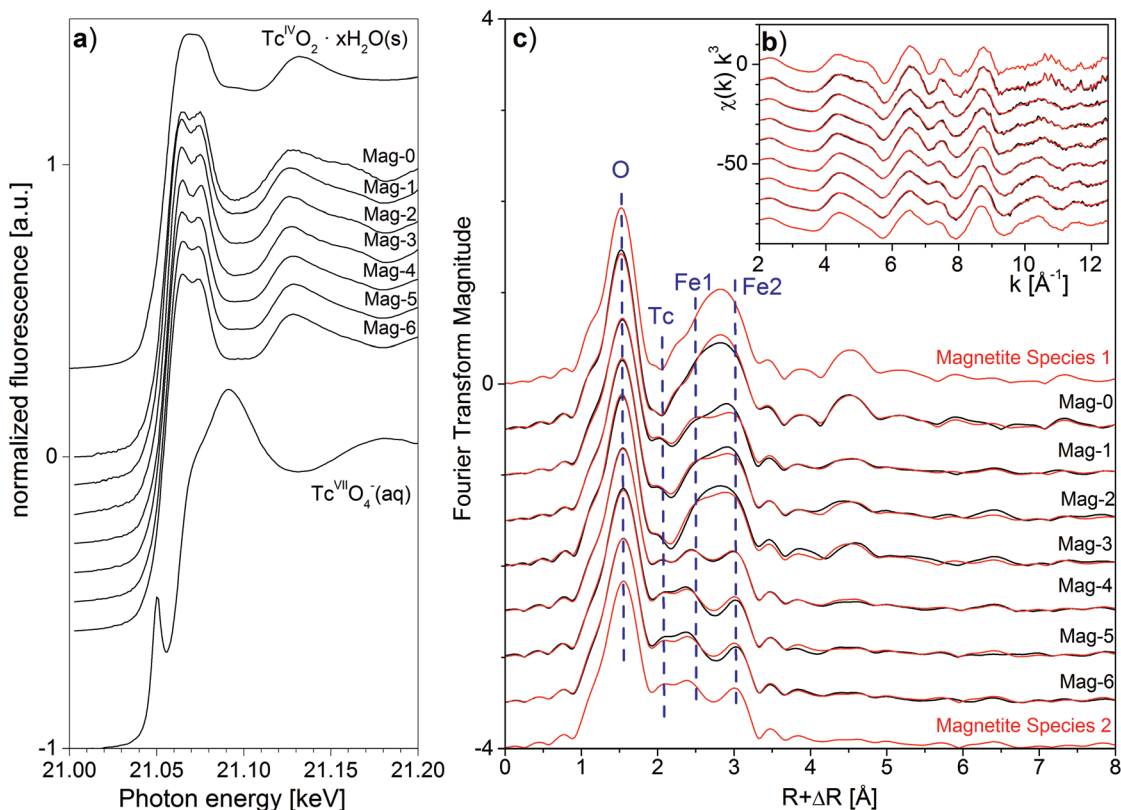 a)
Tc^IV O₂ · xH₂O(s)
Mag-0
Mag-1
Mag-2
Mag-3
Mag-4
Mag-5
Mag-6
Tc^VII O₄⁻(aq)
normalized fluorescence [a.u.]
1
0
-1
21.00
21.05
21.10
21.15
21.20
Photon energy [keV]
c)
O
Tc
Fe1
Fe2
Magnetite Species 1
Mag-0
Mag-1
Mag-2
Mag-3
Mag-4
Mag-5
Mag-6
Magnetite Species 2
Fourier Transform Magnitude
4
0
-4
0
1
2
3
4
5
6
7
8
R+ΔR [Å]
b)
χ(k) k³
0
-50
2
4
6
8
10
12
k [Å⁻¹]